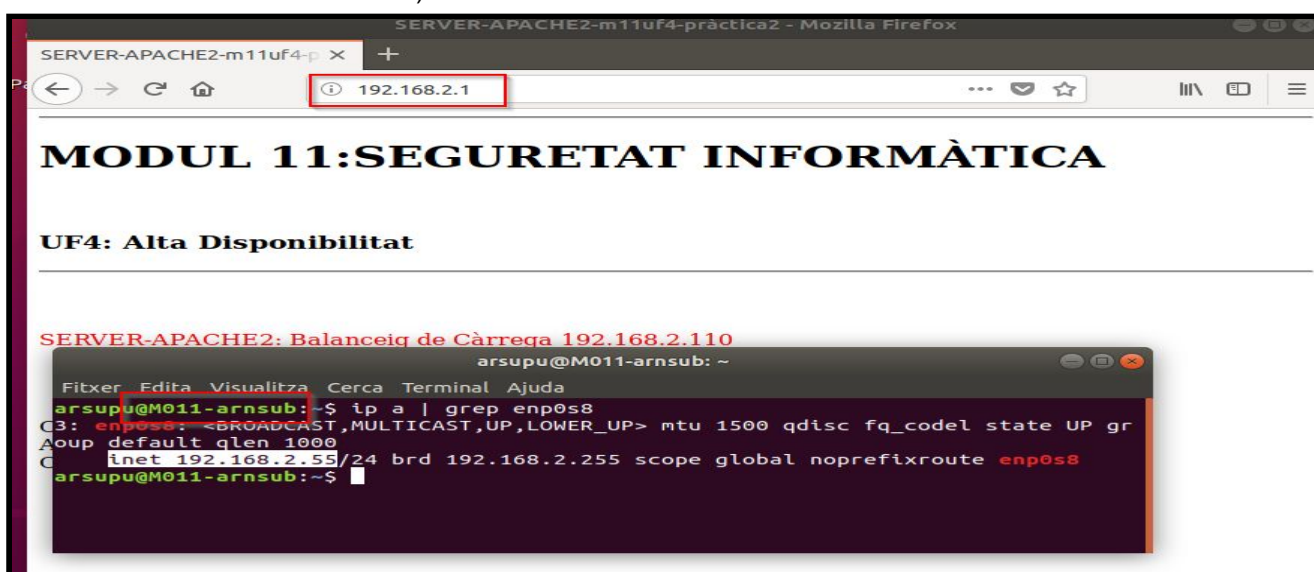 SERVER-APACHE2-m11uf4-pràctica2 - Mozilla Firefox
SERVER-APACHE2-m11uf4-p
192.168.2.1
MODUL 11:SEGURETAT INFORMÀTICA
UF4: Alta Disponibilitat
SERVER-APACHE2: Balanceig de Càrrega 192.168.2.110
arsupu@M011-arnsub: ~
Fitxer Edita Visualitza Cerca Terminal Ajuda
arsupu@M011-arnsub:~$ ip a | grep enp0s8
3: enp0s8: <BROADCAST,MULTICAST,UP,LOWER_UP> mtu 1500 qdisc fq_codel state UP gr
oup default qlen 1000
inet 192.168.2.55/24 brd 192.168.2.255 scope global noprefixroute enp0s8
arsupu@M011-arnsub:~$